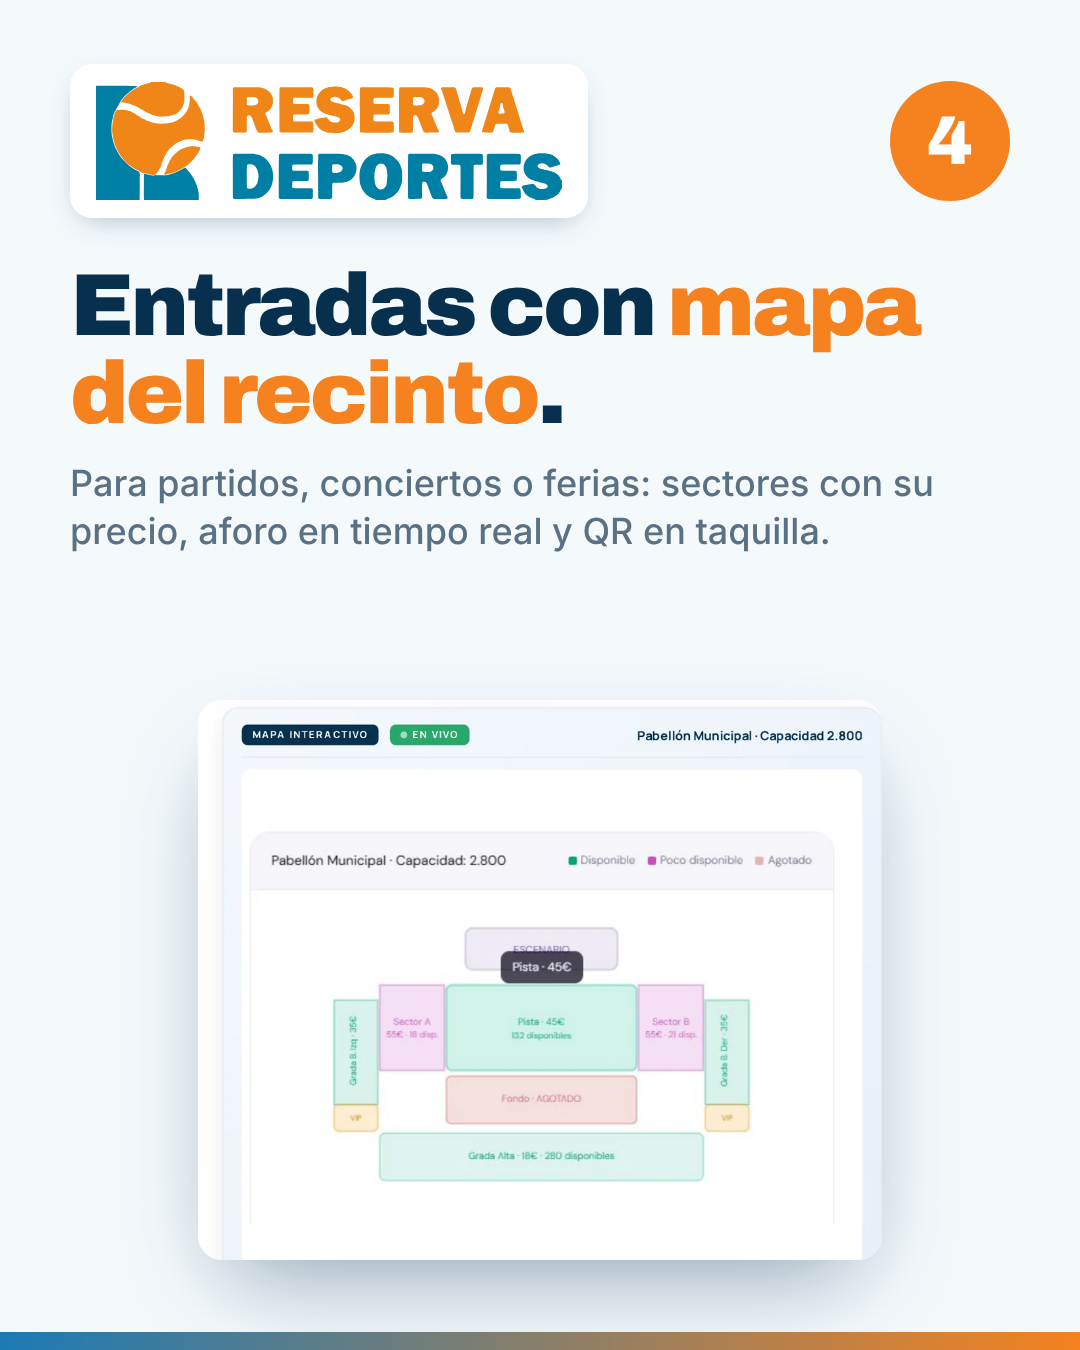 RESERVA
DEPORTES
4
Entradas con mapa
del recinto.
Para partidos, conciertos o ferias: sectores con su
precio, aforo en tiempo real y QR en taquilla.
MAPA INTERACTIVO
EN VIVO
Pabellón Municipal · Capacidad 2.800
Pabellón Municipal · Capacidad: 2.800
Disponible
Poco disponible
Agotado
ESCENARIO
Pista · 45€
Grada B. Izq · 35€
Sector A
55€ · 18 disp.
Pista · 45€
132 disponibles
Sector B
55€ · 21 disp.
Grada B. Der · 35€
VIP
Fondo · AGOTADO
VIP
Grada Alta · 18€ · 280 disponibles